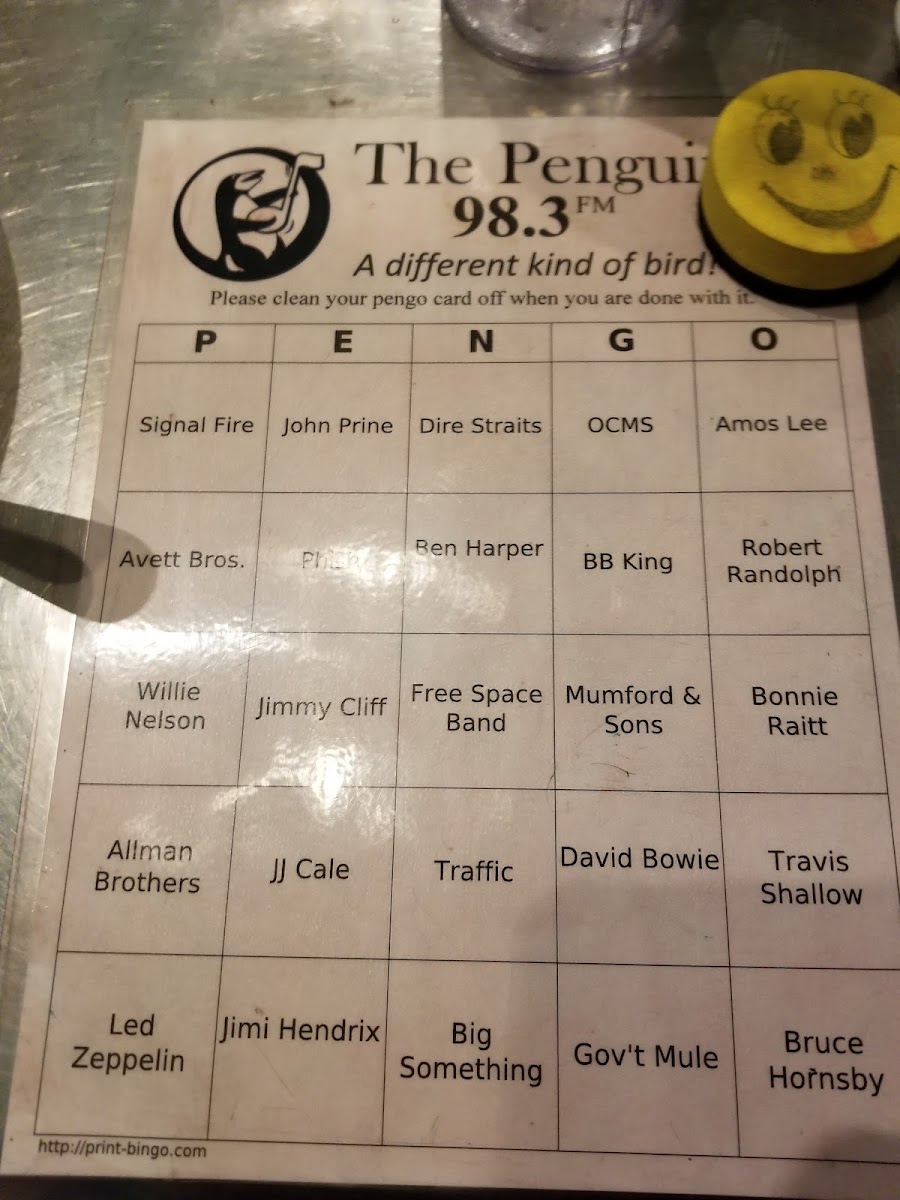 The Pengui
98.3 FM
A different kind of bird!
Please clean your pengo card off when you are done with it.
P E N G O
Signal Fire John Prine Dire Straits OCMS Amos Lee
Avett Bros. Phish Ben Harper BB King Robert
Randolph
Willie
Nelson Jimmy Cliff Free Space
Band Mumford &
Sons Bonnie
Raitt
Allman
Brothers JJ Cale Traffic David Bowie Travis
Shallow
Led
Zeppelin Jimi Hendrix Big
Something Gov't Mule Bruce
Hornsby
http://print-bingo.com